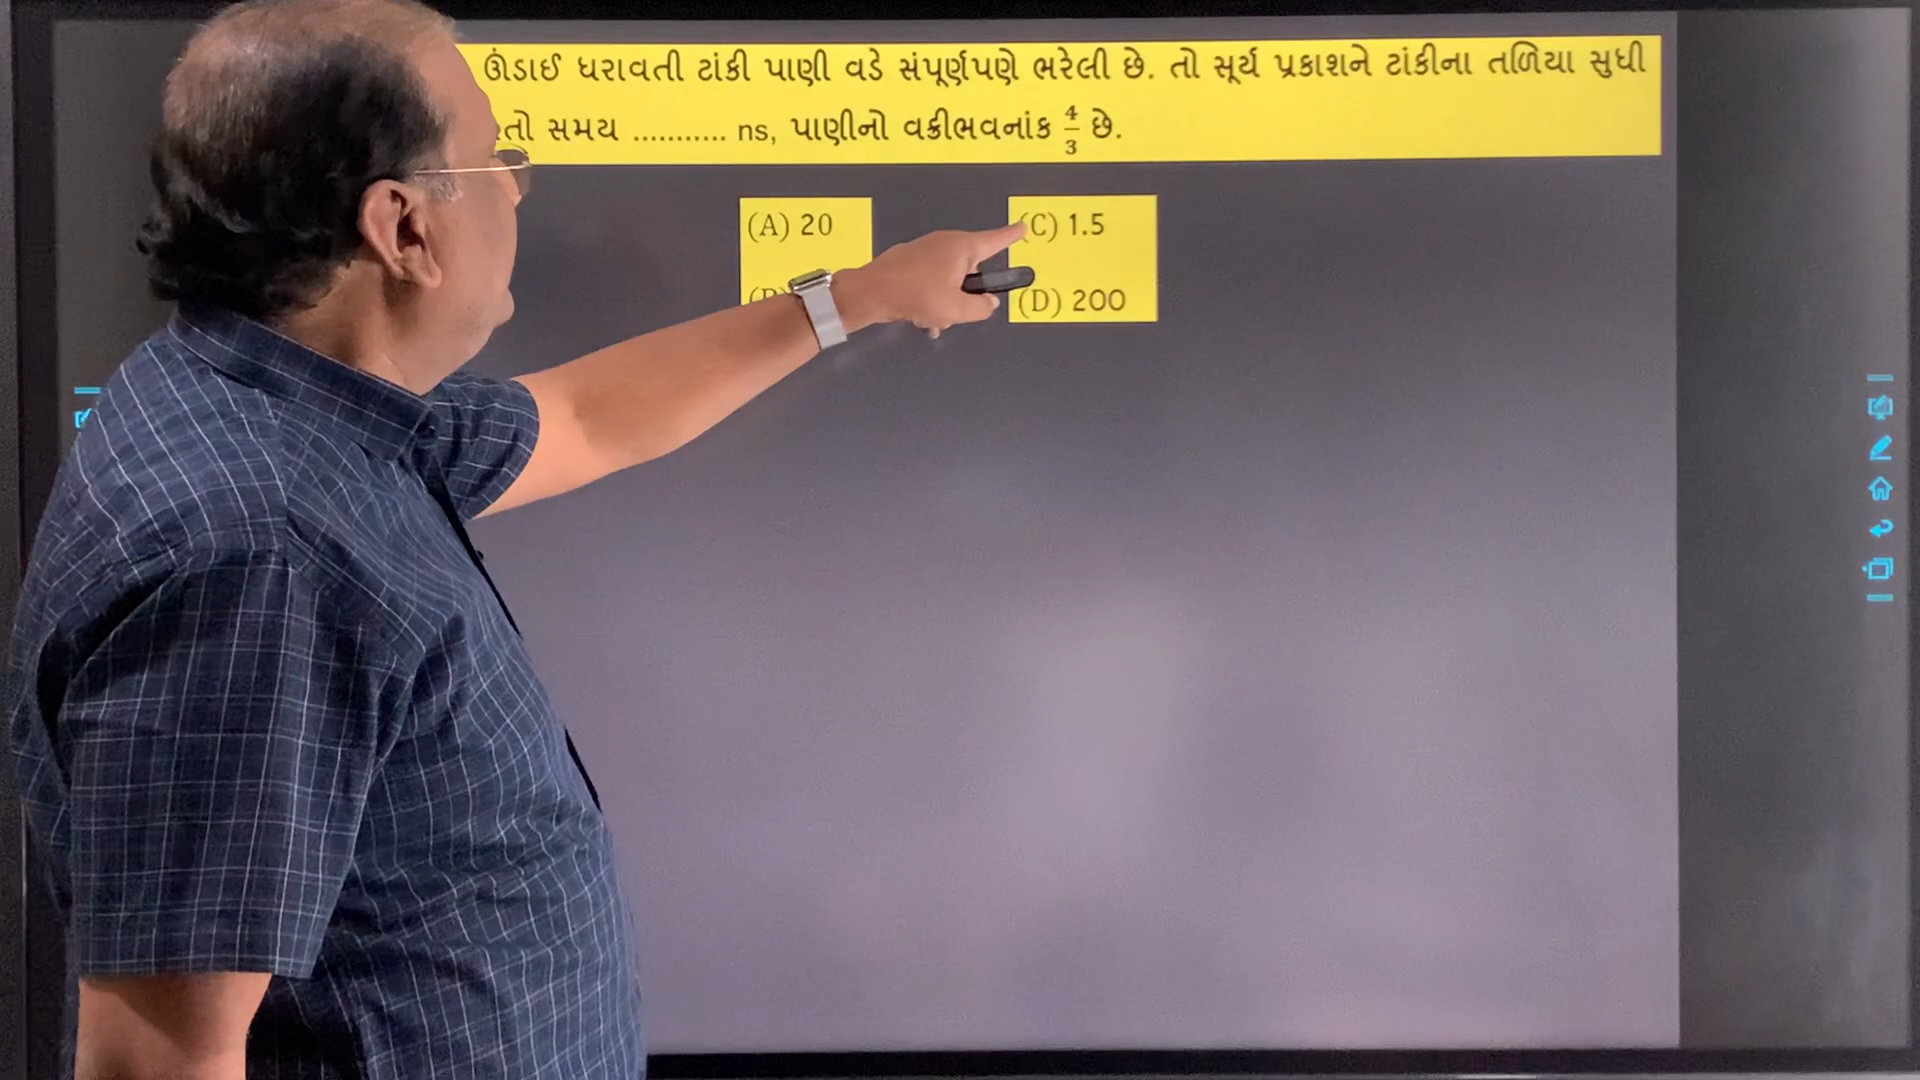 ઊંડાઈ ધરાવતી ટાંકી પાણી વડે સંપૂર્ણપણે ભરેલી છે. તો સૂર્ય પ્રકાશને ટાંકીના તળિયા સુધી
સમય ........... ns, પાણીનો વક્રીભવનાંક 4/3 છે.
(A) 20
(C) 1.5
(D) 200